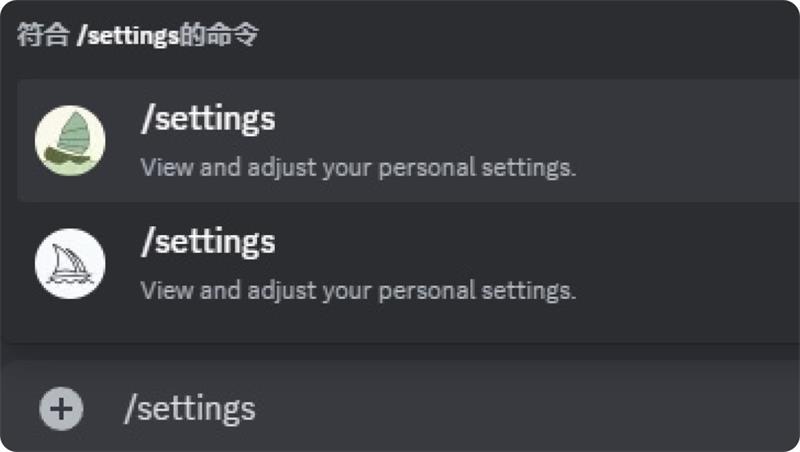 符合 /settings的命令
/settings
View and adjust your personal settings.
/settings
View and adjust your personal settings.
/settings